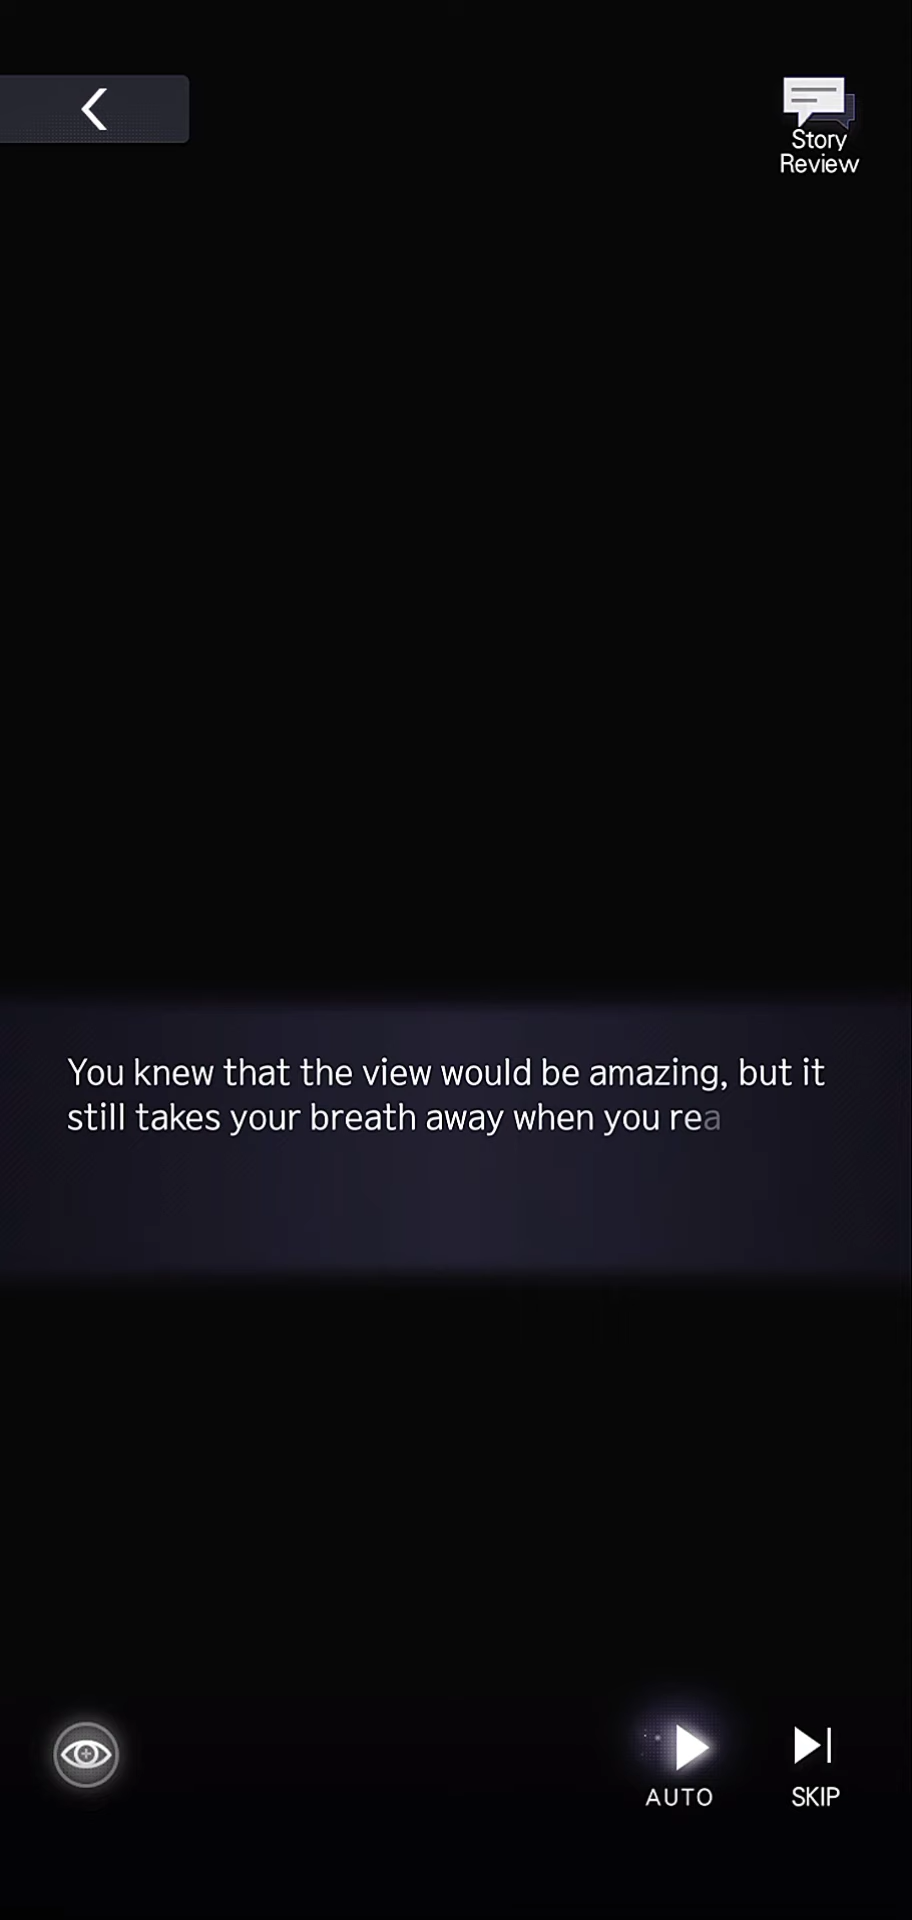 Story
Review
You knew that the view would be amazing, but it
still takes your breath away when you rea
AUTO
SKIP